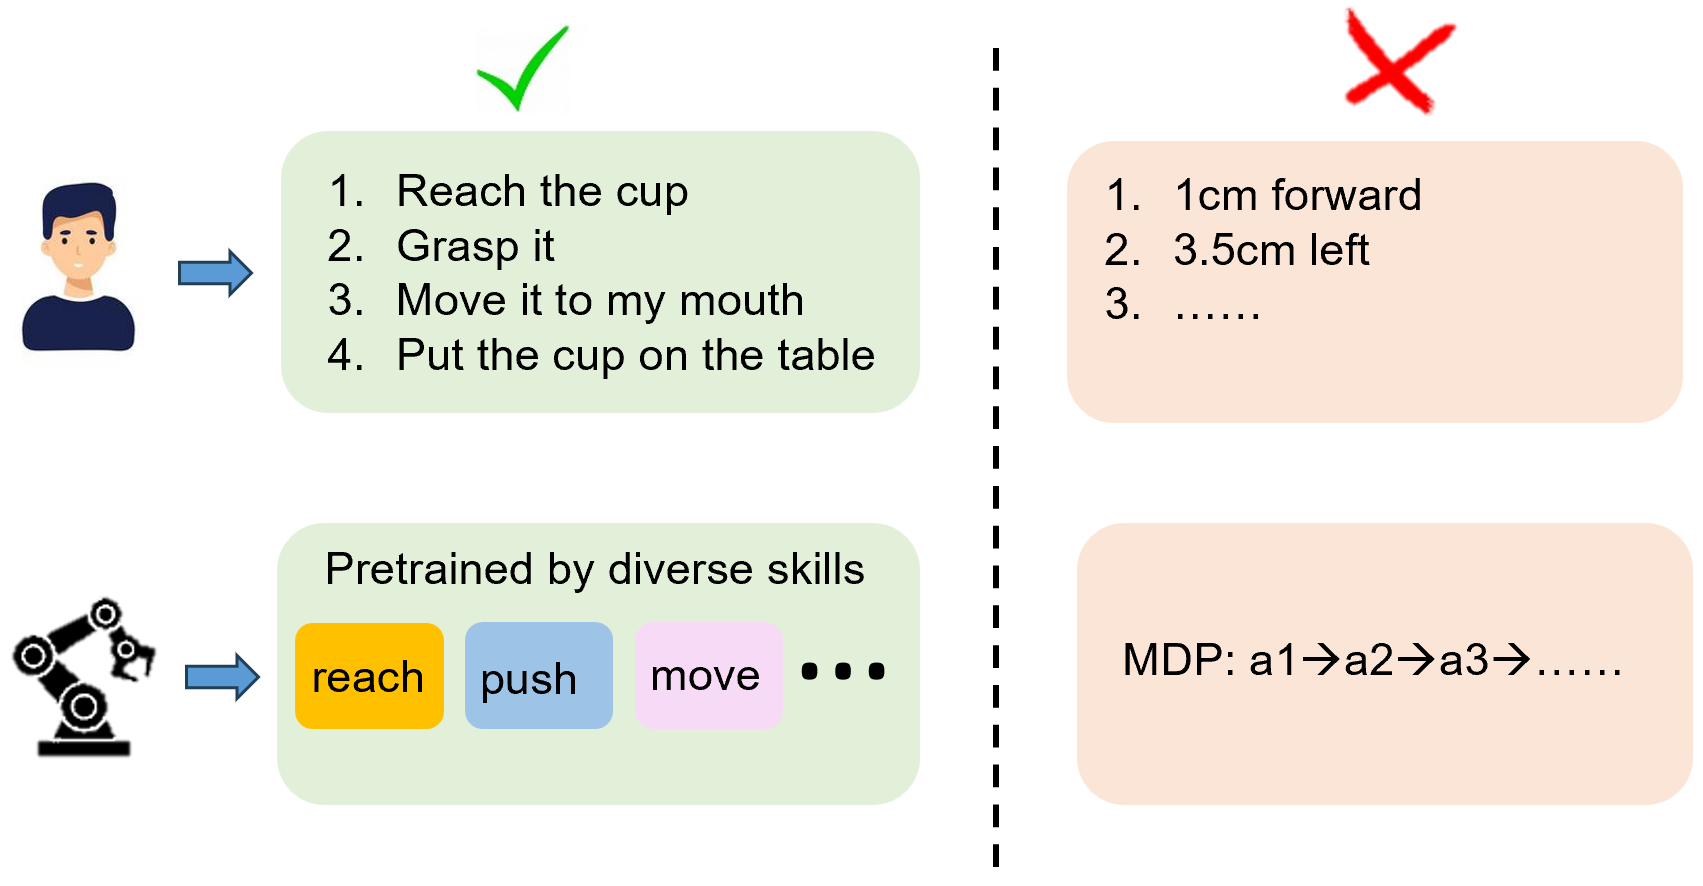 1. Reach the cup
2. Grasp it
3. Move it to my mouth
4. Put the cup on the table
1. 1cm forward
2. 3.5cm left
3. ......
Pretrained by diverse skills
reach
push
move
...
MDP: a1→a2→a3→......